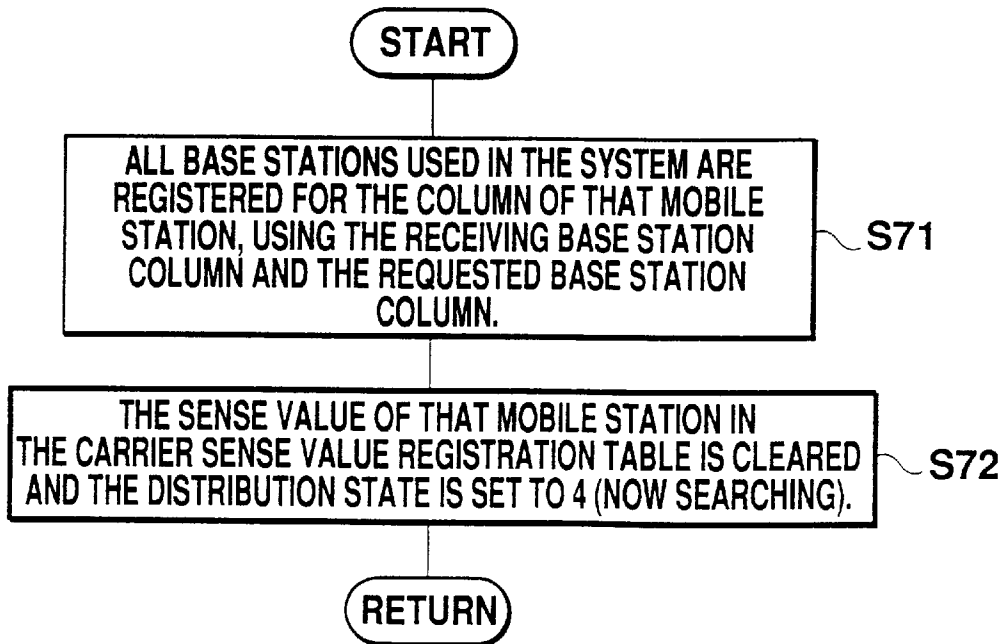 START
ALL BASE STATIONS USED IN THE SYSTEM ARE
REGISTERED FOR THE COLUMN OF THAT MOBILE
STATION, USING THE RECEIVING BASE STATION
COLUMN AND THE REQUESTED BASE STATION
COLUMN.
S71
THE SENSE VALUE OF THAT MOBILE STATION IN
THE CARRIER SENSE VALUE REGISTRATION TABLE IS CLEARED
AND THE DISTRIBUTION STATE IS SET TO 4 (NOW SEARCHING).
S72
RETURN